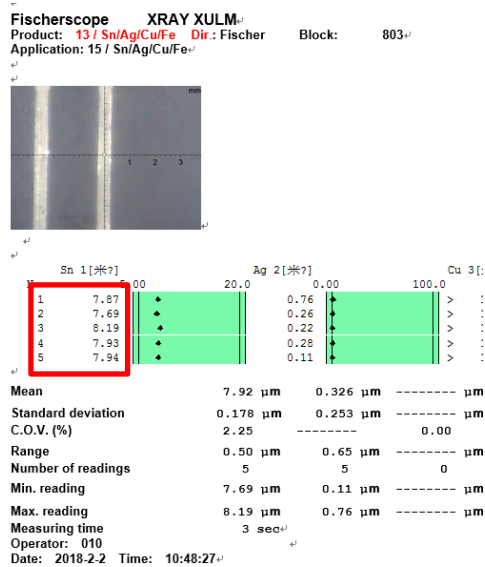 Fischerscope XRAY XULM
Product: 13 / Sn/Ag/Cu/Fe Dir.: Fischer Block: 803
Application: 15 / Sn/Ag/Cu/Fe
mm
1 2 3
Sn 1[米?] Ag 2[米?] Cu 3[
5.00 20.0 0.00 100.0
1 7.87 0.76 >
2 7.69 0.26 >
3 8.19 0.22 >
4 7.93 0.28 >
5 7.94 0.11 >
Mean 7.92 µm 0.326 µm -------- µm
Standard deviation 0.178 µm 0.253 µm -------- µm
C.O.V. (%) 2.25 -------- 0.00
Range 0.50 µm 0.65 µm -------- µm
Number of readings 5 5 0
Min. reading 7.69 µm 0.11 µm -------- µm
Max. reading 8.19 µm 0.76 µm -------- µm
Measuring time 3 sec
Operator: 010
Date: 2018-2-2 Time: 10:48:27